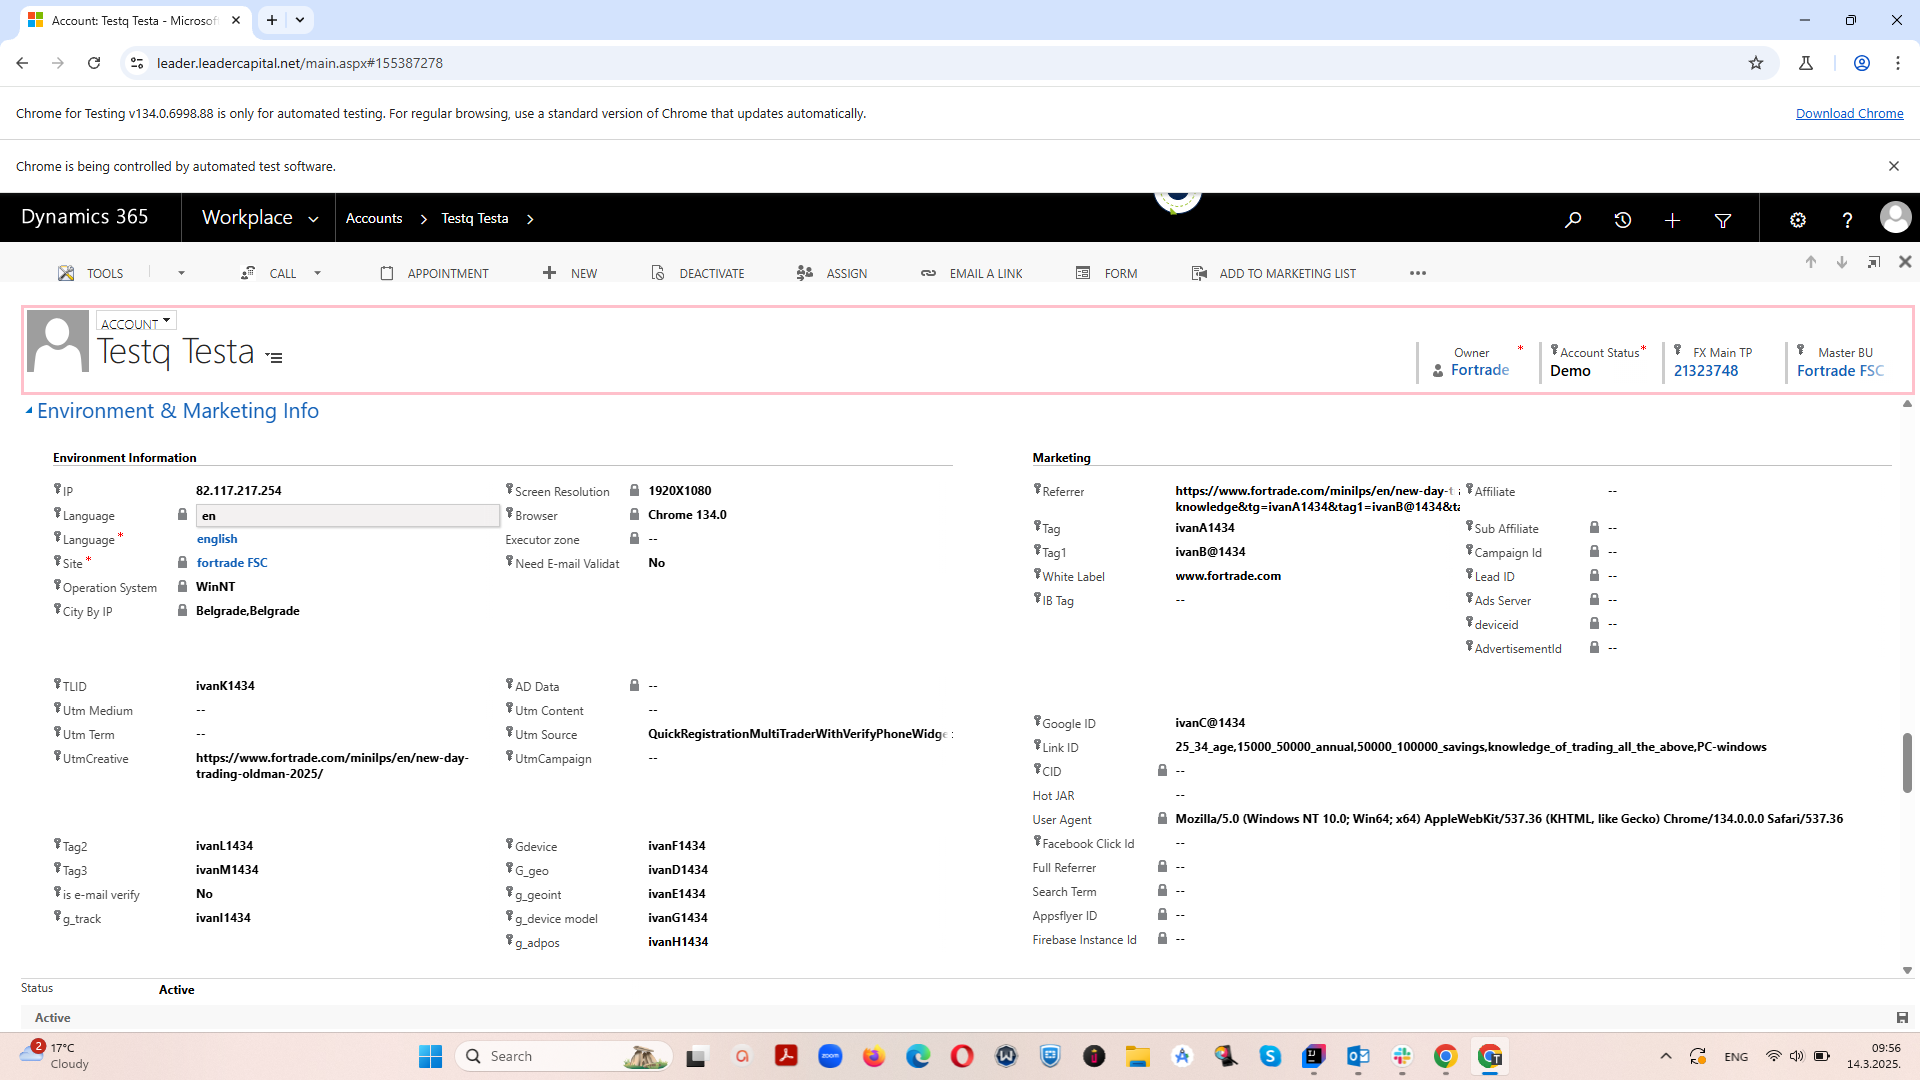 Account: Testq Testa - Microsof
leader.leadercapital.net/main.aspx#155387278
Chrome for Testing v134.0.6998.88 is only for automated testing. For regular browsing, use a standard version of Chrome that updates automatically.
Download Chrome
Chrome is being controlled by automated test software.
Dynamics 365
Workplace
Accounts
Testq Testa
TOOLS
CALL
APPOINTMENT
NEW
DEACTIVATE
ASSIGN
EMAIL A LINK
FORM
ADD TO MARKETING LIST
ACCOUNT
Testq Testa
Owner *
Fortrade
Account Status *
Demo
FX Main TP
21323748
Master BU
Fortrade FSC
Environment & Marketing Info
Environment Information
IP 82.117.217.254
Language en
Language * english
Site * fortrade FSC
Operation System WinNT
City By IP Belgrade,Belgrade
Screen Resolution 1920X1080
Browser Chrome 134.0
Executor zone --
Need E-mail Validat No
TLID ivanK1434
Utm Medium --
Utm Term --
UtmCreative https://www.fortrade.com/minilps/en/new-day-
trading-oldman-2025/
AD Data --
Utm Content --
Utm Source QuickRegistrationMultiTraderWithVerifyPhoneWidge
UtmCampaign --
Tag2 ivanL1434
Tag3 ivanM1434
is e-mail verify No
g_track ivanI1434
Gdevice ivanF1434
G_geo ivanD1434
g_geoint ivanE1434
g_device model ivanG1434
g_adpos ivanH1434
Marketing
Referrer https://www.fortrade.com/minilps/en/new-day-t
knowledge&tg=ivanA1434&tag1=ivanB@1434&ta
Tag ivanA1434
Tag1 ivanB@1434
White Label www.fortrade.com
IB Tag --
Affiliate --
Sub Affiliate --
Campaign Id --
Lead ID --
Ads Server --
deviceid --
AdvertisementId --
Google ID ivanC@1434
Link ID 25_34_age,15000_50000_annual,50000_100000_savings,knowledge_of_trading_all_the_above,PC-windows
CID --
Hot JAR --
User Agent Mozilla/5.0 (Windows NT 10.0; Win64; x64) AppleWebKit/537.36 (KHTML, like Gecko) Chrome/134.0.0.0 Safari/537.36
Facebook Click Id --
Full Referrer --
Search Term --
Appsflyer ID --
Firebase Instance Id --
Status Active
Active
2
17°C
Cloudy
Search
zoom
ENG
09:56
14.3.2025.